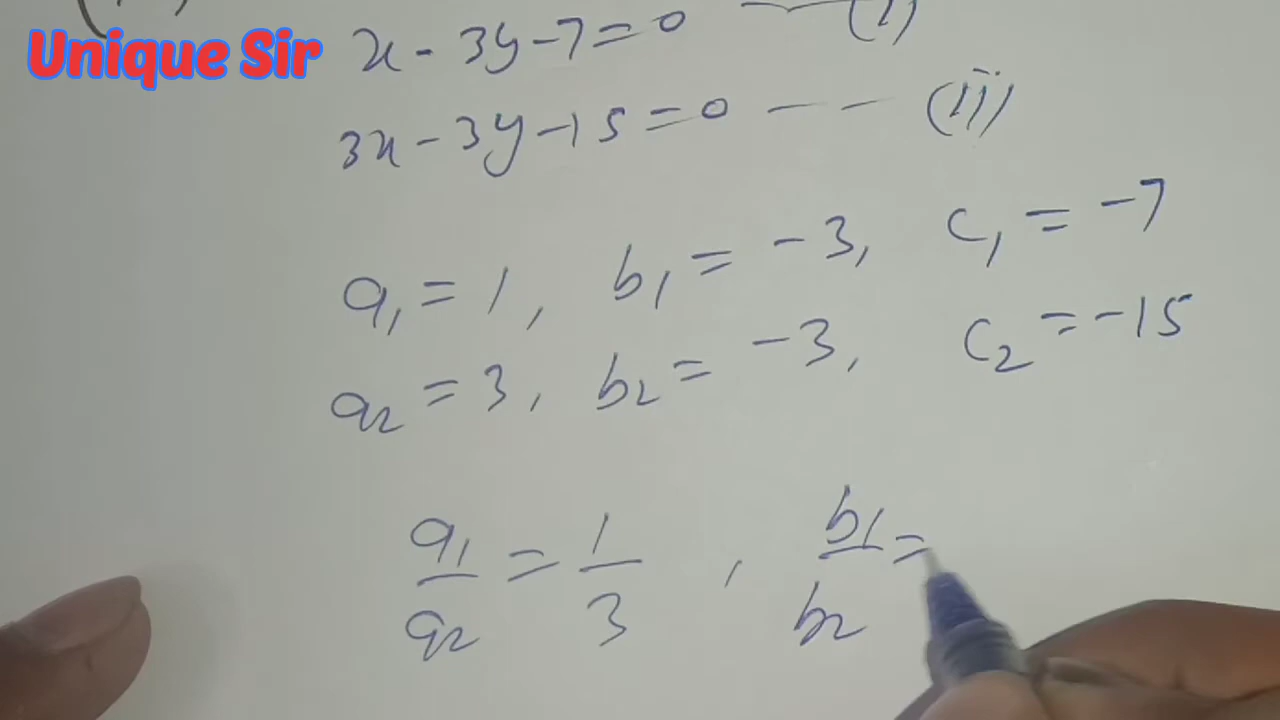 Unique Sir
x - 3y - 7 = 0 —— (i)
3x - 3y - 15 = 0 —— (ii)
a₁ = 1, b₁ = -3, c₁ = -7
a₂ = 3, b₂ = -3, c₂ = -15
a₁/a₂ = 1/3, b₁/b₂ =